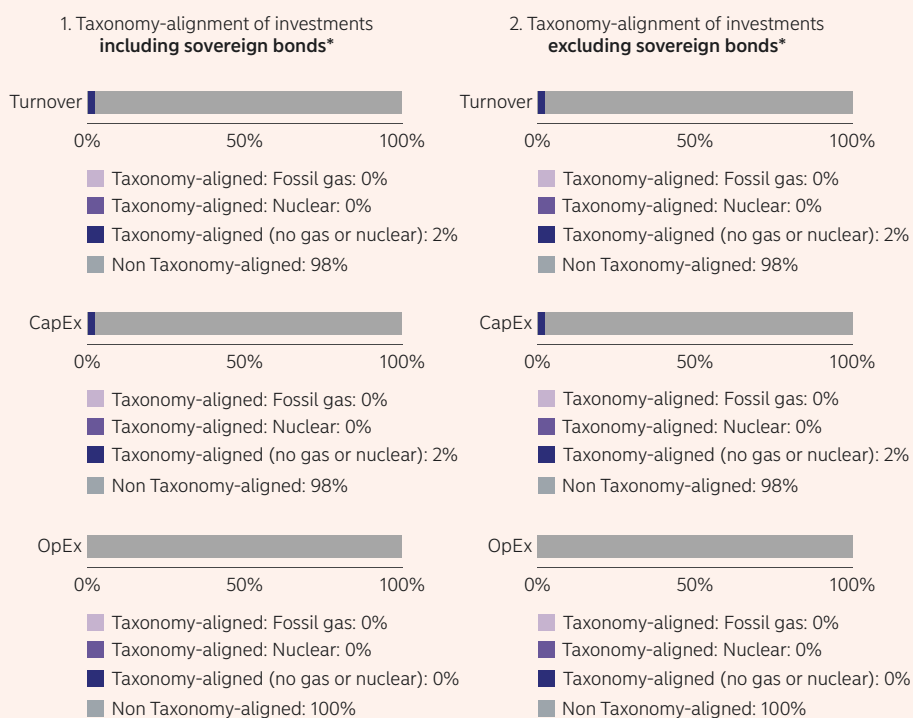 1. Taxonomy-alignment of investments
including sovereign bonds*
Turnover
0% 50% 100%
Taxonomy-aligned: Fossil gas: 0%
Taxonomy-aligned: Nuclear: 0%
Taxonomy-aligned (no gas or nuclear): 2%
Non Taxonomy-aligned: 98%
CapEx
0% 50% 100%
Taxonomy-aligned: Fossil gas: 0%
Taxonomy-aligned: Nuclear: 0%
Taxonomy-aligned (no gas or nuclear): 2%
Non Taxonomy-aligned: 98%
OpEx
0% 50% 100%
Taxonomy-aligned: Fossil gas: 0%
Taxonomy-aligned: Nuclear: 0%
Taxonomy-aligned (no gas or nuclear): 0%
Non Taxonomy-aligned: 100%
2. Taxonomy-alignment of investments
excluding sovereign bonds*
Turnover
0% 50% 100%
Taxonomy-aligned: Fossil gas: 0%
Taxonomy-aligned: Nuclear: 0%
Taxonomy-aligned (no gas or nuclear): 2%
Non Taxonomy-aligned: 98%
CapEx
0% 50% 100%
Taxonomy-aligned: Fossil gas: 0%
Taxonomy-aligned: Nuclear: 0%
Taxonomy-aligned (no gas or nuclear): 2%
Non Taxonomy-aligned: 98%
OpEx
0% 50% 100%
Taxonomy-aligned: Fossil gas: 0%
Taxonomy-aligned: Nuclear: 0%
Taxonomy-aligned (no gas or nuclear): 0%
Non Taxonomy-aligned: 100%